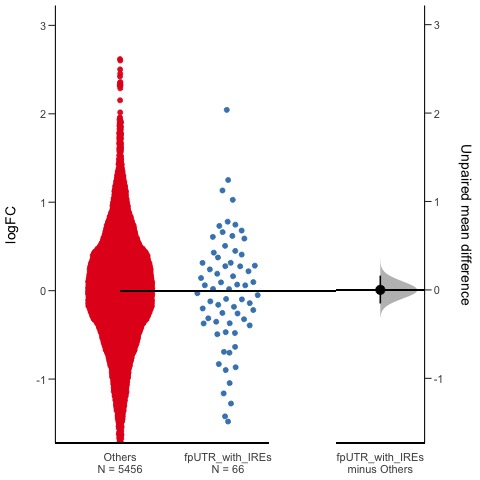 3
2
1
0
-1
logFC
3
2
1
0
-1
Unpaired mean difference
Others
N = 5456
fpUTR_with_IREs
N = 66
fpUTR_with_IREs
minus Others